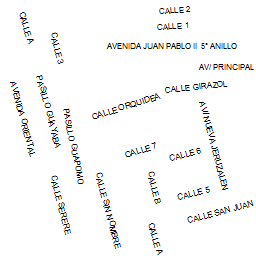 CALLE 2
CALLE 1
CALLE A
CALLE 3
AVENIDA JUAN PABLO II 5° ANILLO
AV/ PRINCIPAL
CALLE GIRAZOL
CALLE ORQUIDEA
AVENIDA ORIENTAL
PASILLO GUAYABA
PASILLO GUAPOMO
AV/ NUEVA JERUZALEN
CALLE 7
CALLE 6
CALLE SERERE
CALLE SIN NOMBRE
CALLE B
CALLE 5
CALLE SAN JUAN
CALLE A